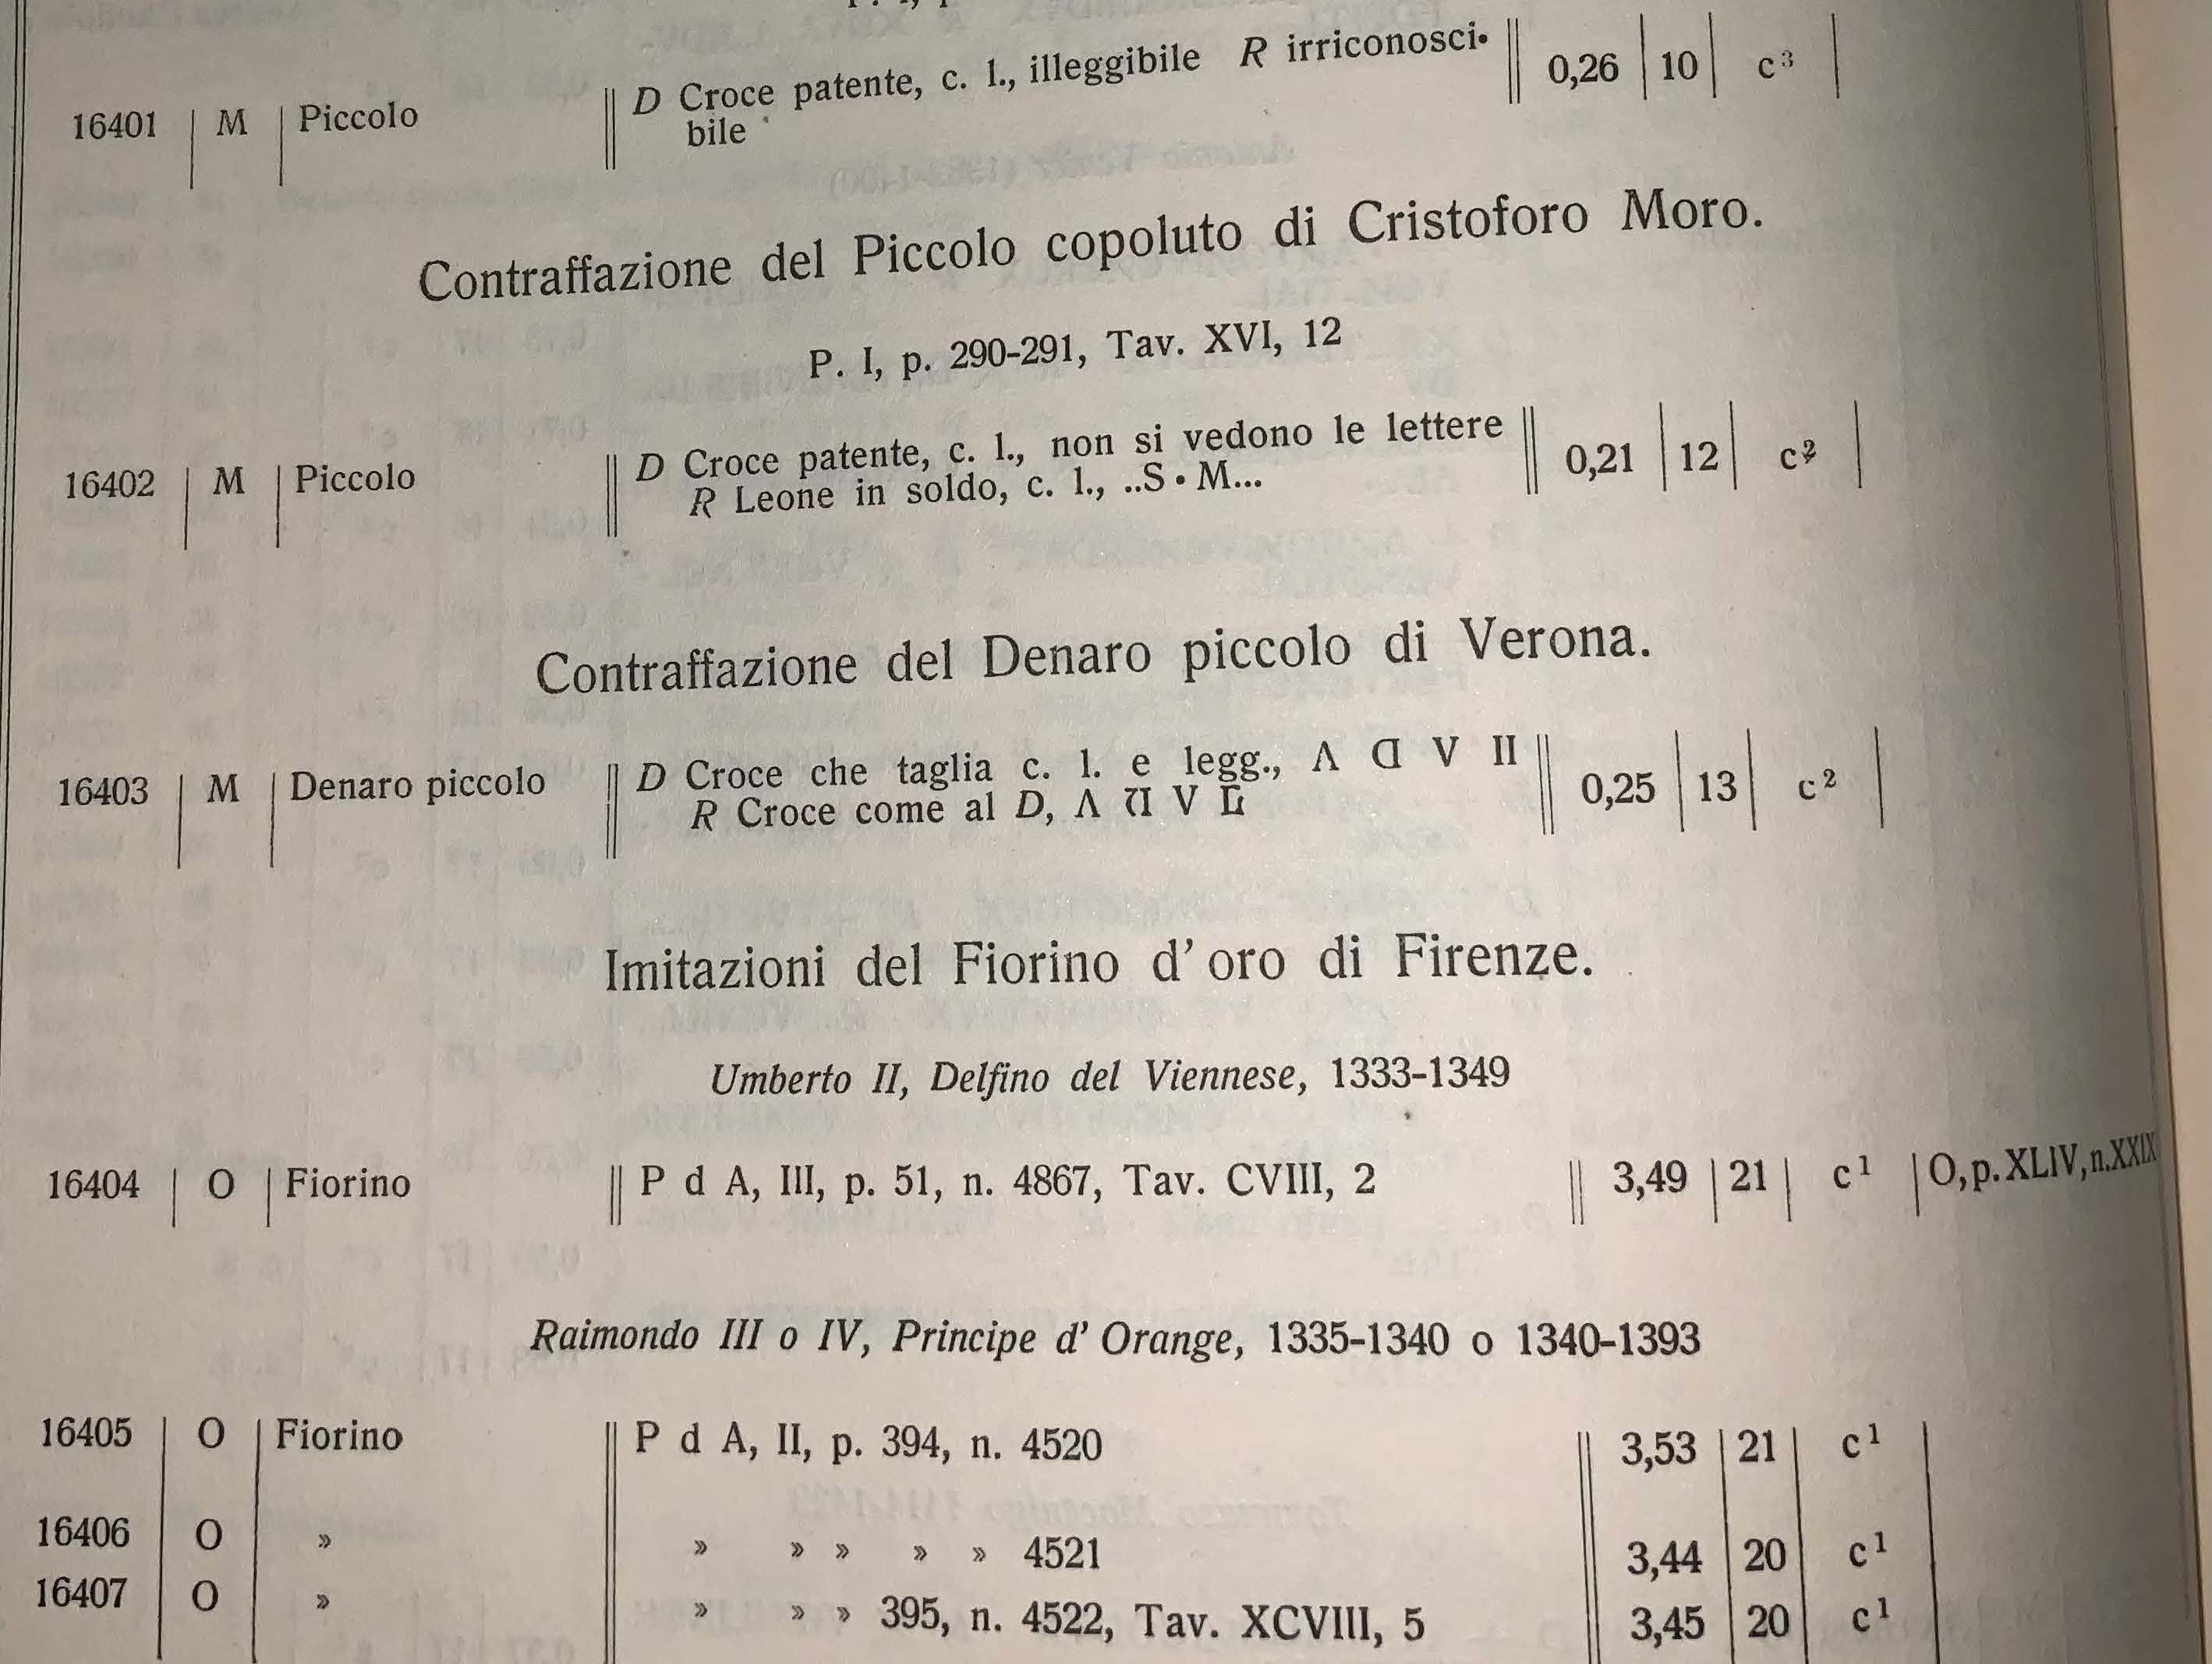 16401 M Piccolo D Croce patente, c. l., illeggibile R irriconosci- 0,26 10 c³
bile
Contraffazione del Piccolo copoluto di Cristoforo Moro.
P. I, p. 290-291, Tav. XVI, 12
16402 M Piccolo D Croce patente, c. l., non si vedono le lettere 0,21 12 c²
R Leone in soldo, c. l., ..S • M...
Contraffazione del Denaro piccolo di Verona.
16403 M Denaro piccolo D Croce che taglia c. l. e legg., Λ ᗡ V II 0,25 13 c²
R Croce come al D, Λ V
Imitazioni del Fiorino d'oro di Firenze.
Umberto II, Delfino del Viennese, 1333-1349
16404 O Fiorino P d A, III, p. 51, n. 4867, Tav. CVIII, 2 3,49 21 c¹ O, p. XLIV, n. XXIX
Raimondo III o IV, Principe d' Orange, 1335-1340 o 1340-1393
16405 O Fiorino P d A, II, p. 394, n. 4520 3,53 21 c¹
16406 O » » » » » » 4521 3,44 20 c¹
16407 O » » » » 395, n. 4522, Tav. XCVIII, 5 3,45 20 c¹